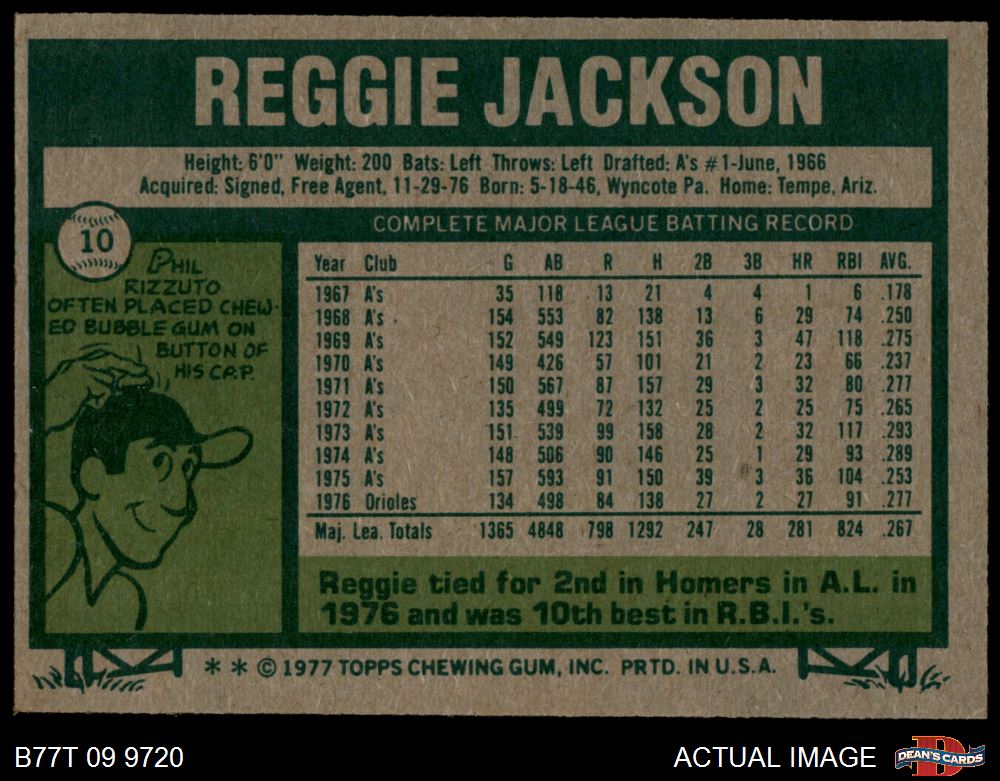 REGGIE JACKSON
Height: 6'0" Weight: 200 Bats: Left Throws: Left Drafted: A's #1-June, 1966
Acquired: Signed, Free Agent, 11-29-76 Born: 5-18-46, Wyncote Pa. Home: Tempe, Ariz.
COMPLETE MAJOR LEAGUE BATTING RECORD
10
PHIL
RIZZUTO
OFTEN PLACED CHEW-
ED BUBBLE GUM ON
BUTTON OF
HIS CAP.
Year Club G AB R H 2B 3B HR RBI AVG.
1967 A's 35 118 13 21 4 4 1 6 .178
1968 A's 154 553 82 138 13 6 29 74 .250
1969 A's 152 549 123 151 36 3 47 118 .275
1970 A's 149 426 57 101 21 2 23 66 .237
1971 A's 150 567 87 157 29 3 32 80 .277
1972 A's 135 499 72 132 25 2 25 75 .265
1973 A's 151 539 99 158 28 2 32 117 .293
1974 A's 148 506 90 146 25 1 29 93 .289
1975 A's 157 593 91 150 39 3 36 104 .253
1976 Orioles 134 498 84 138 27 2 27 91 .277
Maj. Lea. Totals 1365 4848 798 1292 247 28 281 824 .267
Reggie tied for 2nd in Homers in A.L. in
1976 and was 10th best in R.B.I.'s.
* * © 1977 TOPPS CHEWING GUM, INC. PRTD. IN U.S.A.
B77T 09 9720
ACTUAL IMAGE
D
DEAN'S CARDS